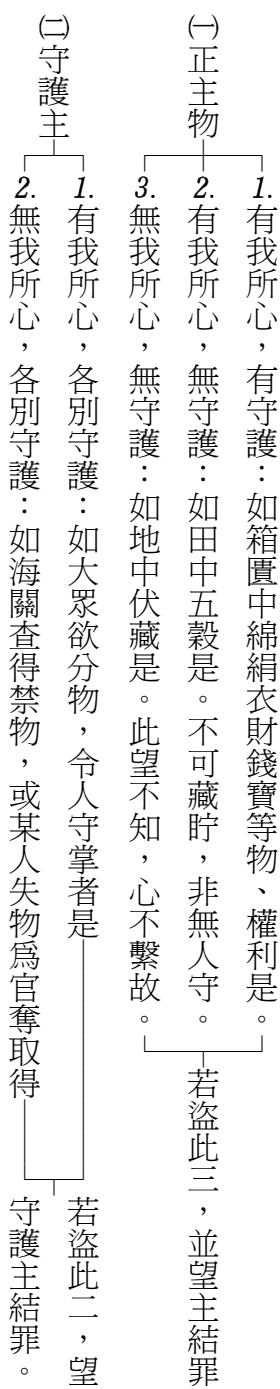 ㈠正主物
1.有我所心，有守護：如箱匱中綿絹衣財錢寶等物、權利是。
2.有我所心，無守護：如田中五穀是。不可藏貯，非無人守。
3.無我所心，無守護：如地中伏藏是。此望不知，心不繫故。
若盜此三，並望主結罪
㈡守護主
1.有我所心，各別守護：如大眾欲分物，令人守掌者是
2.無我所心，各別守護：如海關查得禁物，或某人失物爲官奪取得
若盜此二，望
守護主結罪。